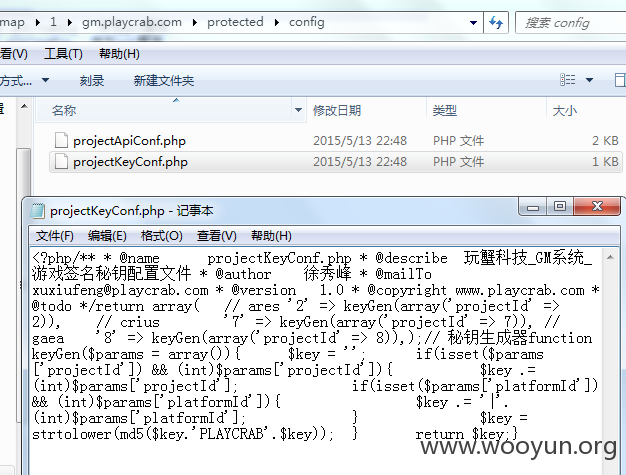 map ▸ 1 ▸ gm.playcrab.com ▸ protected ▸ config
搜索 config
看(V) 工具(T) 帮助(H)
方式... 刻录 新建文件夹
名称 修改日期 类型 大小
projectApiConf.php 2015/5/13 22:48 PHP 文件 2 KB
projectKeyConf.php 2015/5/13 22:48 PHP 文件 1 KB
projectKeyConf.php - 记事本
文件(F) 编辑(E) 格式(O) 查看(V) 帮助(H)
<?php/** * @name projectKeyConf.php * @describe 玩蟹科技_GM系统_
游戏签名秘钥配置文件 * @author 徐秀峰 * @mailTo
xuxiufeng@playcrab.com * @version 1.0 * @copyright www.playcrab.com *
@todo */return array( // ares '2' => keyGen(array('projectId' =>
2)), // crius '7' => keyGen(array('projectId' => 7)), //
gaea '8' => keyGen(array('projectId' => 8)),);// 秘钥生成器function
keyGen($params = array()){ $key = ''; if(isset($params
['projectId']) && (int)$params['projectId']){ $key .=
(int)$params['projectId']; if(isset($params['platformId'])
&& (int)$params['platformId']){ $key .= '|'.
(int)$params['platformId']; } $key =
strtolower(md5($key.'PLAYCRAB'.$key)); } return $key;}
www.wooyun.org